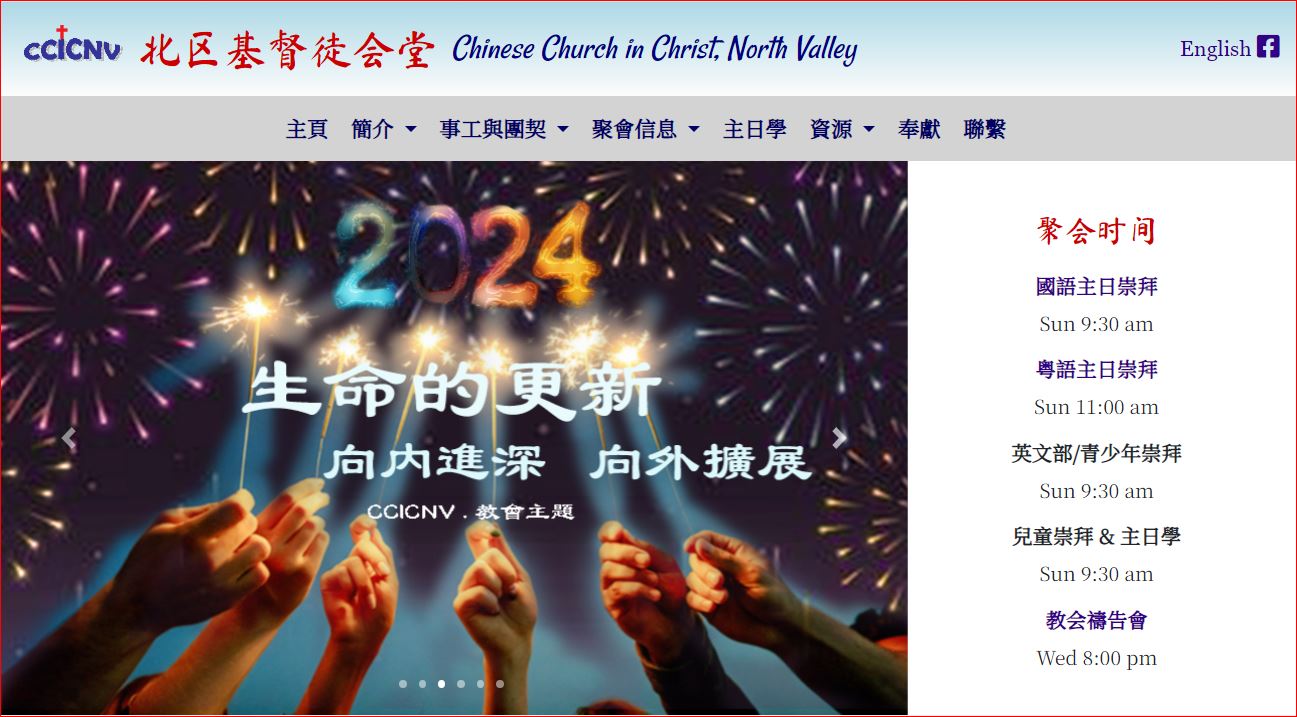 CCICNV 北区基督徒会堂 Chinese Church in Christ, North Valley English
主頁 簡介 事工與團契 聚會信息 主日學 資源 奉獻 聯繫
2024
生命的更新
向内進深 向外擴展
CCICNV . 教會主題
聚会时间
國語主日崇拜
Sun 9:30 am
粵語主日崇拜
Sun 11:00 am
英文部/青少年崇拜
Sun 9:30 am
兒童崇拜 & 主日學
Sun 9:30 am
教会禱告會
Wed 8:00 pm